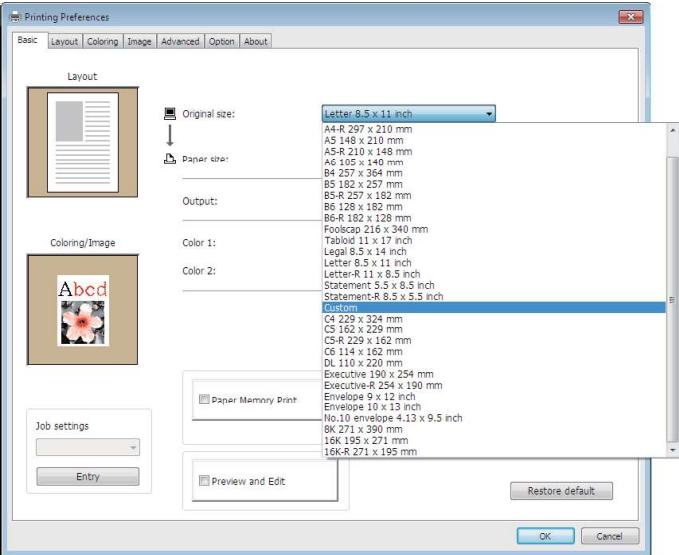 Printing Preferences
Basic Layout Coloring Image Advanced Option About
Layout
Original size: Letter 8.5 x 11 inch
Paper size:
Output:
Coloring/Image
Color 1:
Color 2:
Abcd
A4-R 297 x 210 mm
A5 148 x 210 mm
A5-R 210 x 148 mm
A6 105 x 140 mm
B4 257 x 364 mm
B5 182 x 257 mm
B5-R 257 x 182 mm
B6 128 x 182 mm
B6-R 182 x 128 mm
Foolscap 216 x 340 mm
Tabloid 11 x 17 inch
Legal 8.5 x 14 inch
Letter 8.5 x 11 inch
Letter-R 11 x 8.5 inch
Statement 5.5 x 8.5 inch
Statement-R 8.5 x 5.5 inch
Custom
C4 229 x 324 mm
C5 162 x 229 mm
C5-R 229 x 162 mm
C6 114 x 162 mm
DL 110 x 220 mm
Executive 190 x 254 mm
Executive-R 254 x 190 mm
Envelope 9 x 12 inch
Envelope 10 x 13 inch
No.10 envelope 4.13 x 9.5 inch
8K 271 x 390 mm
16K 195 x 271 mm
16K-R 271 x 195 mm
Paper Memory Print
Job settings
Entry
Preview and Edit
Restore default
OK Cancel